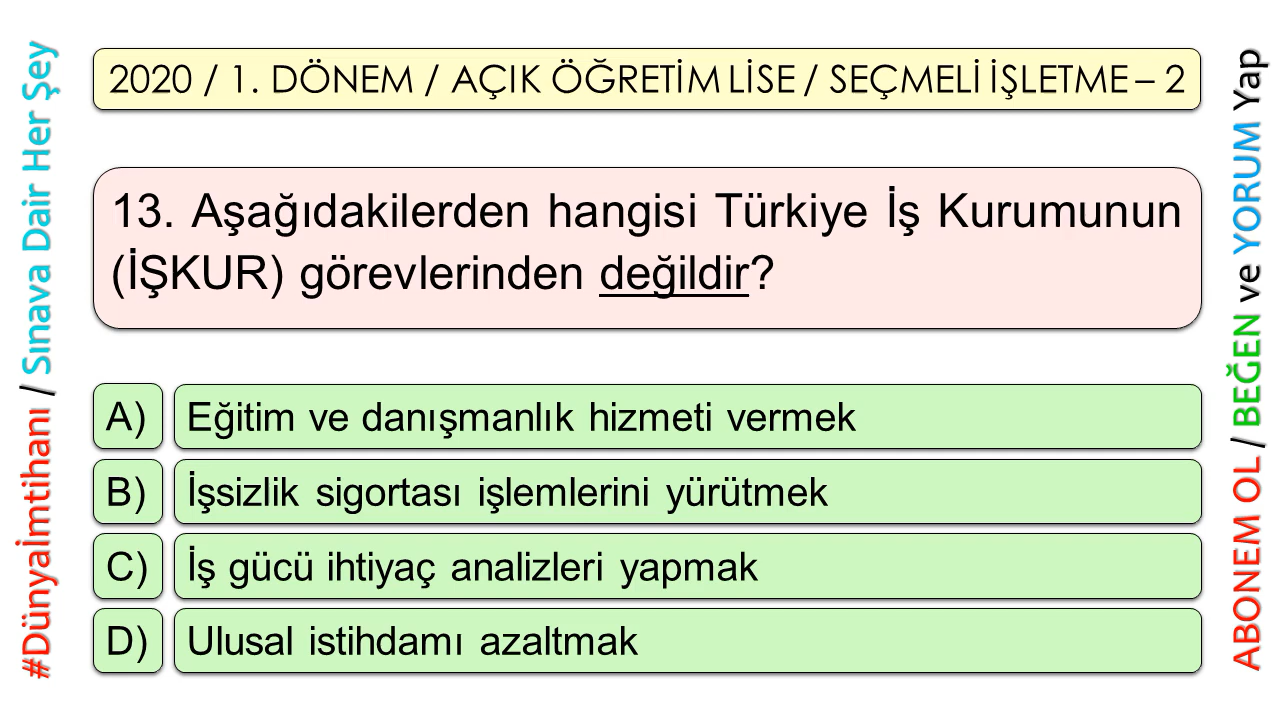 #Dünyaİmtihanı / Sınava Dair Her Şey
2020 / 1. DÖNEM / AÇIK ÖĞRETİM LİSE / SEÇMELİ İŞLETME – 2
13. Aşağıdakilerden hangisi Türkiye İş Kurumunun
(İŞKUR) görevlerinden değildir?
A) Eğitim ve danışmanlık hizmeti vermek
B) İşsizlik sigortası işlemlerini yürütmek
C) İş gücü ihtiyaç analizleri yapmak
D) Ulusal istihdamı azaltmak
ABONEM OL / BEĞEN ve YORUM Yap